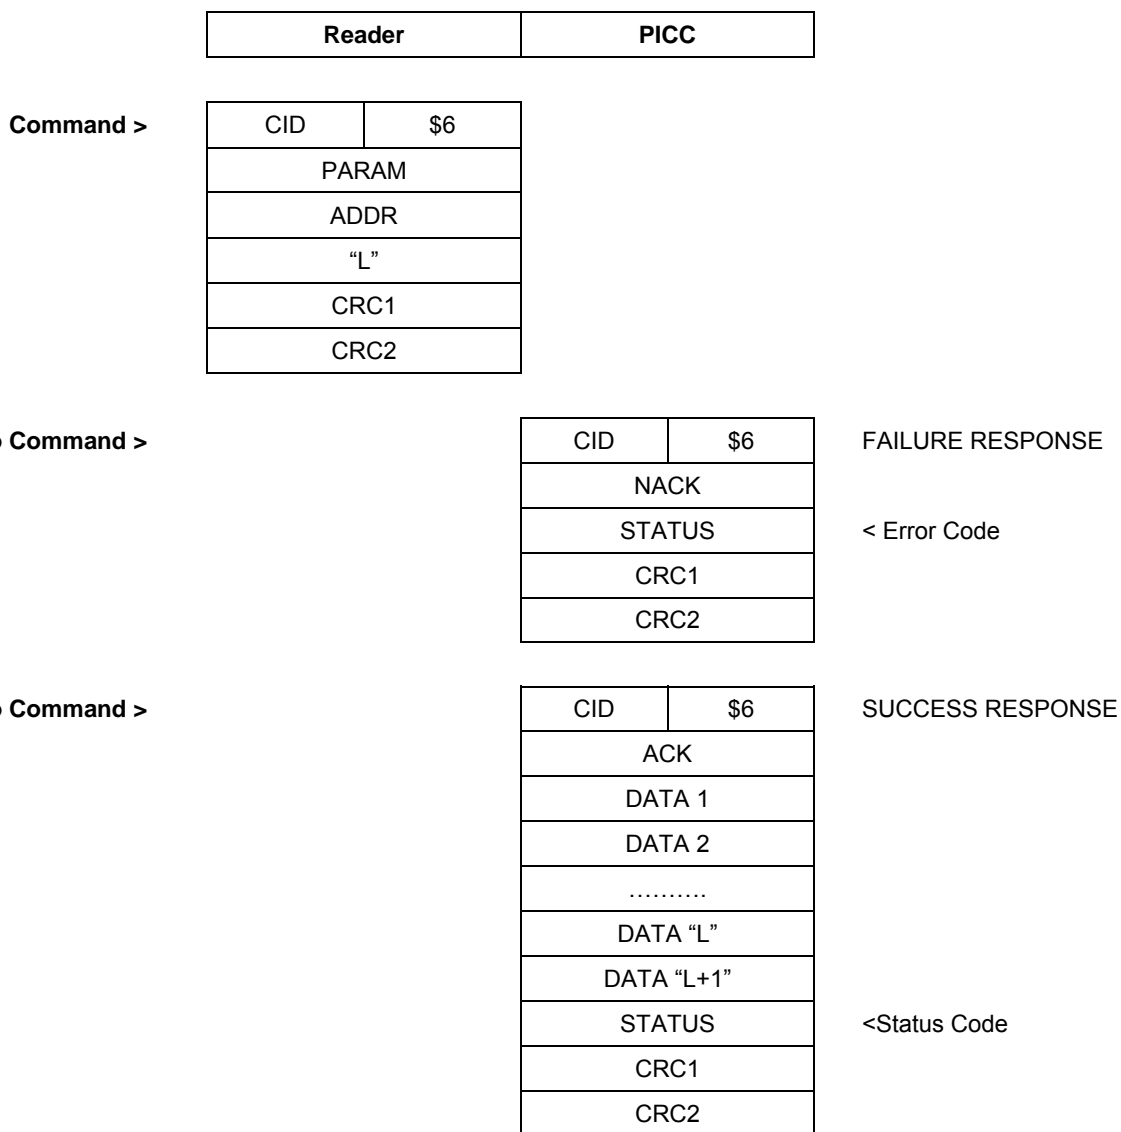 Reader PICC
Command > CID $6
PARAM
ADDR
“L”
CRC1
CRC2
Command > CID $6 FAILURE RESPONSE
NACK
STATUS < Error Code
CRC1
CRC2
Command > CID $6 SUCCESS RESPONSE
ACK
DATA 1
DATA 2
……….
DATA “L”
DATA “L+1”
STATUS <Status Code
CRC1
CRC2